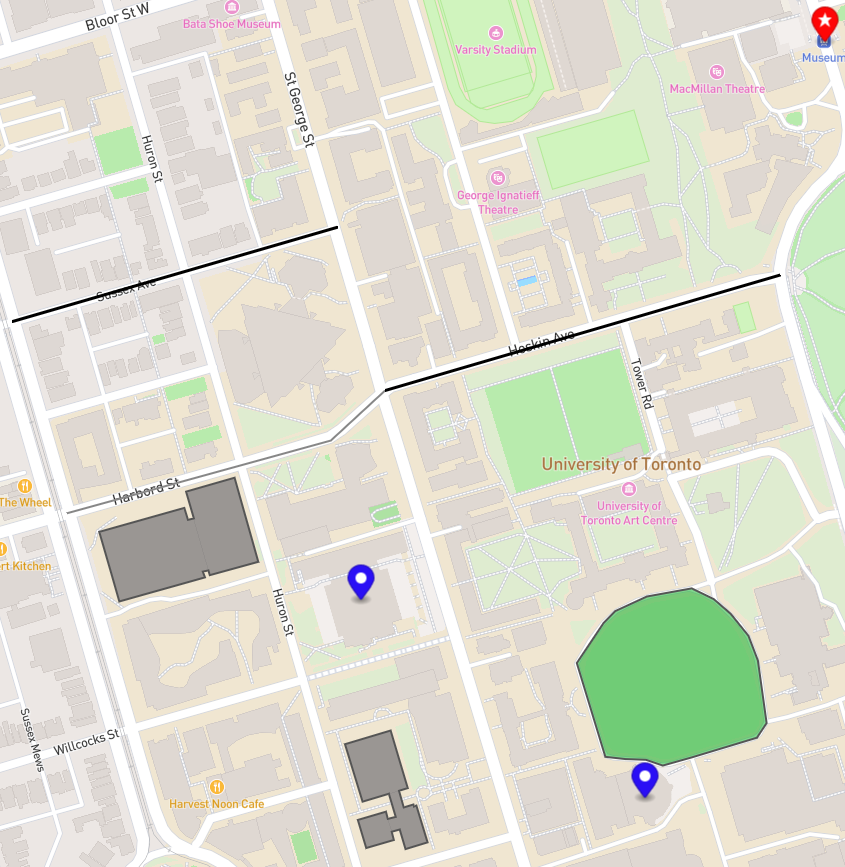 Bloor St W
Bata Shoe Museum
Varsity Stadium
Museum
MacMillan Theatre
St George St
Huron St
George Ignatieff
Theatre
Sussex Ave
Hoskin Ave
Tower Rd
University of Toronto
Harbord St
The Wheel
University of
Toronto Art Centre
rt Kitchen
Huron St
Sussex Mews
Willcocks St
Harvest Noon Cafe